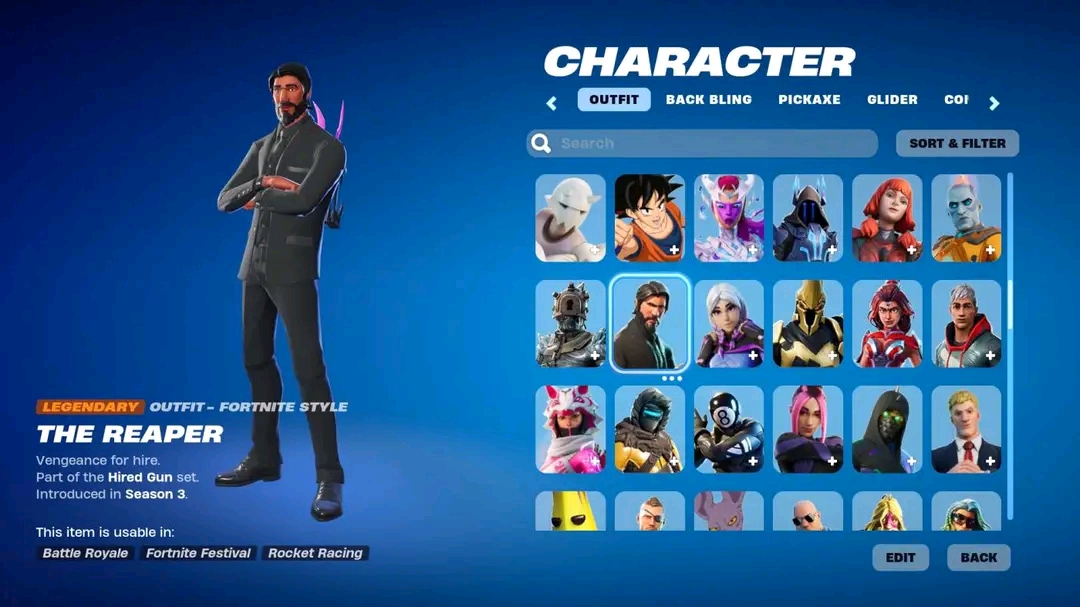 CHARACTER
OUTFIT BACK BLING PICKAXE GLIDER
Search SORT & FILTER
8
LEGENDARY OUTFIT - FORTNITE STYLE
THE REAPER
Vengeance for hire.
Part of the Hired Gun set.
Introduced in Season 3.
This item is usable in:
Battle Royale Fortnite Festival Rocket Racing
EDIT BACK